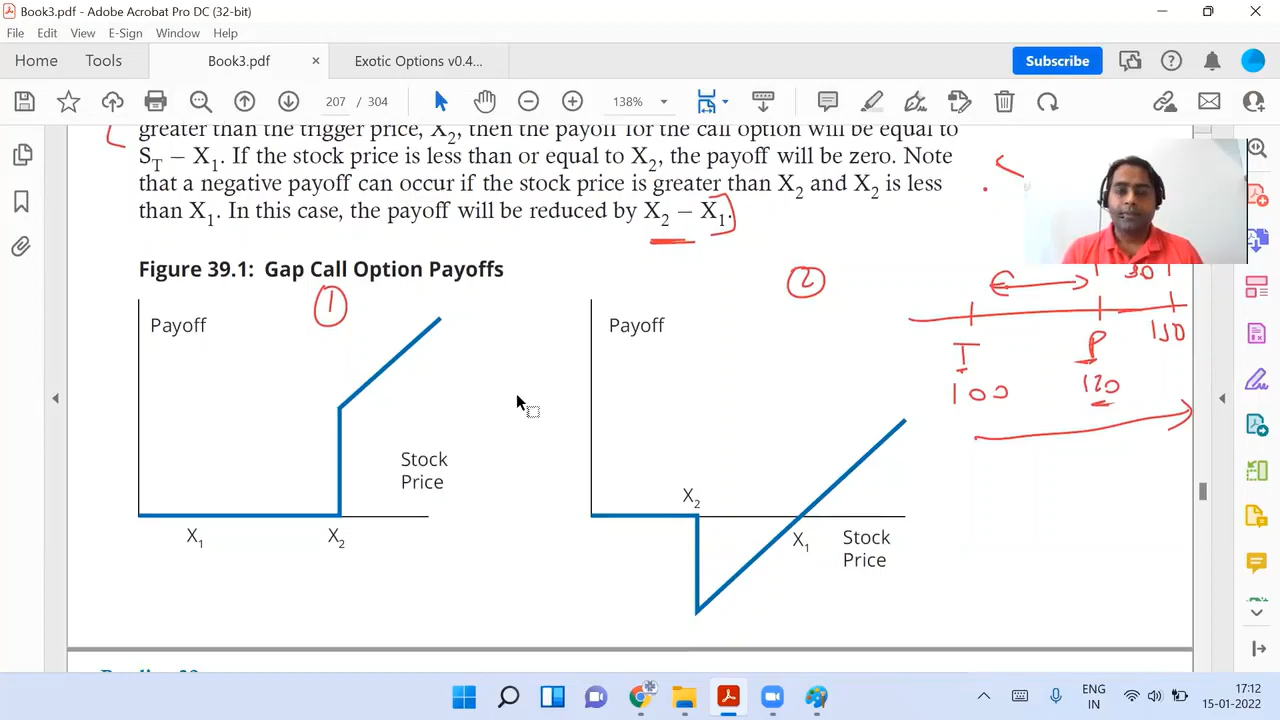 Book3.pdf - Adobe Acrobat Pro DC (32-bit)
File Edit View E-Sign Window Help
Home Tools Book3.pdf × Exotic Options v0.4... Subscribe
207 / 304 138%
greater than the trigger price, X2, then the payoff for the call option will be equal to
ST − X1. If the stock price is less than or equal to X2, the payoff will be zero. Note
that a negative payoff can occur if the stock price is greater than X2 and X2 is less
than X1. In this case, the payoff will be reduced by X2 − X1.
Figure 39.1: Gap Call Option Payoffs
1
2
Payoff
Stock
Price
X1
X2
Payoff
X2
X1
Stock
Price
30
T
P
100
120
ENG
IN
17:12
15-01-2022